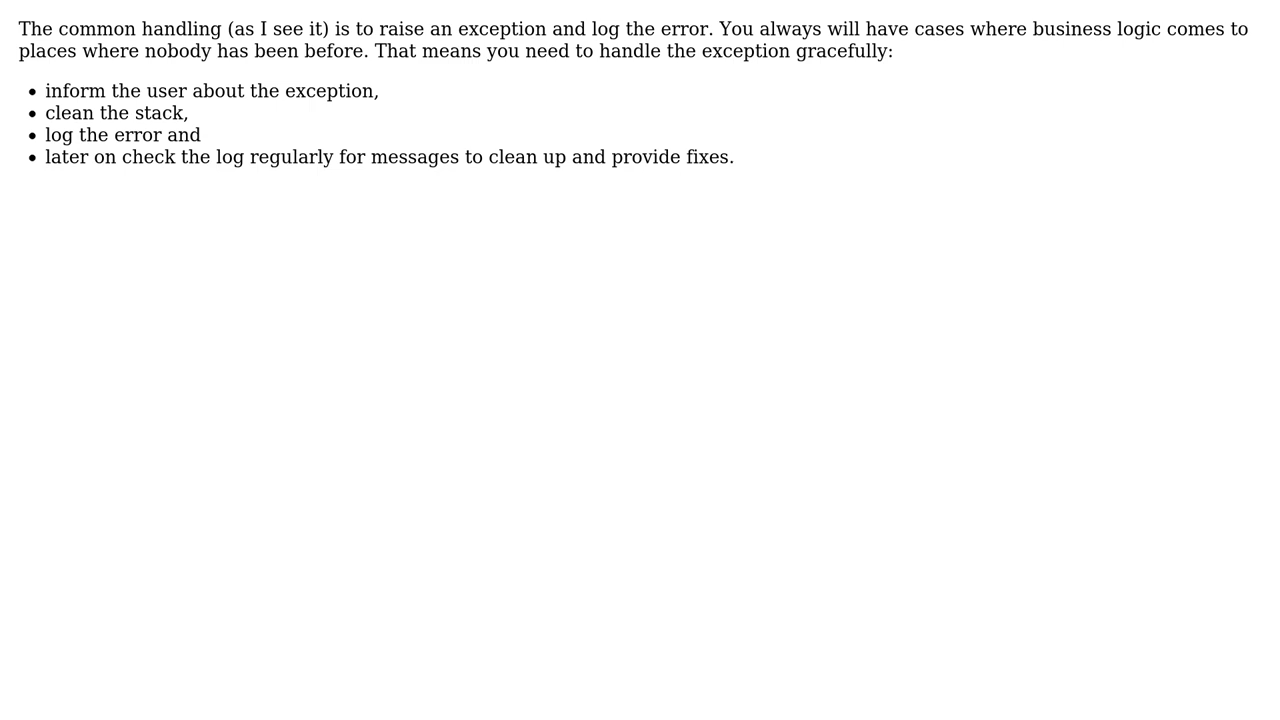 The common handling (as I see it) is to raise an exception and log the error. You always will have cases where business logic comes to
places where nobody has been before. That means you need to handle the exception gracefully:
• inform the user about the exception,
• clean the stack,
• log the error and
• later on check the log regularly for messages to clean up and provide fixes.